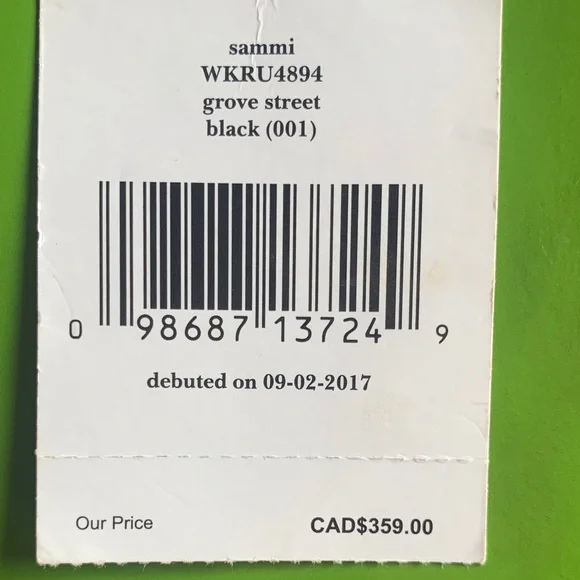 sammi
WKRU4894
grove street
black (001)
0 98687 13724 9
debuted on 09-02-2017
Our Price CAD$359.00